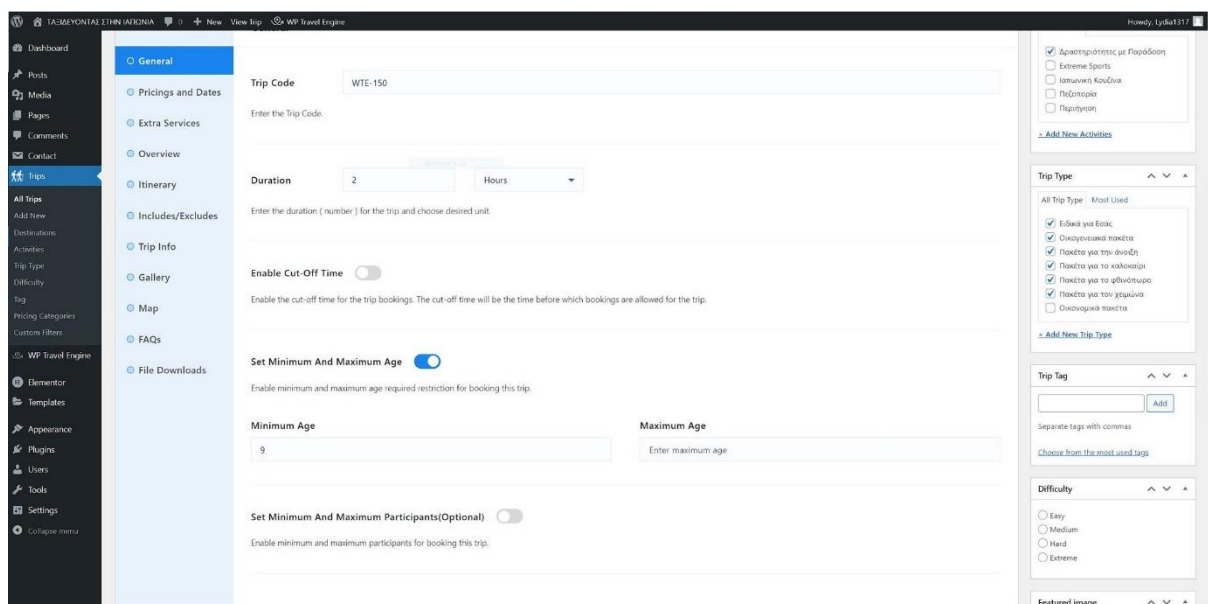 ΤΑΞΙΔΕΥΟΝΤΑΣ ΣΤΗΝ ΙΑΠΩΝΙΑ 0 New View Trip WP Travel Engine
Howdy, Lydia1317
Dashboard
Posts
Media
Pages
Comments
Contact
Trips
All Trips
Add New
Destinations
Activities
Trip Type
Difficulty
Tag
Pricing Categories
Custom Filters
WP Travel Engine
Elementor
Templates
Appearance
Plugins
Users
Tools
Settings
Collapse menu
General
Pricings and Dates
Extra Services
Overview
Itinerary
Includes/Excludes
Trip Info
Gallery
Map
FAQs
File Downloads
General
Trip Code WTE-150
Enter the Trip Code.
Duration 2 Hours
Enter the duration ( number ) for the trip and choose desired unit.
Enable Cut-Off Time
Enable the cut-off time for the trip bookings. The cut-off time will be the time before which bookings are allowed for the trip.
Set Minimum And Maximum Age
Enable minimum and maximum age required restriction for booking this trip.
Minimum Age Maximum Age
9 Enter maximum age
Set Minimum And Maximum Participants(Optional)
Enable minimum and maximum participants for booking this trip.
Δραστηριότητες με Παράδοση
Extreme Sports
Ιαπωνική Κουζίνα
Πεζοπορία
Περιήγηση
+ Add New Activities
Trip Type
All Trip Type Most Used
Ειδικά για Εσάς
Οικογενειακά πακέτα
Πακέτα για την άνοιξη
Πακέτα για το καλοκαίρι
Πακέτα για το φθινόπωρο
Πακέτα για τον χειμώνα
Οικονομικά πακέτα
+ Add New Trip Type
Trip Tag
Add
Separate tags with commas
Choose from the most used tags
Difficulty
Easy
Medium
Hard
Extreme
Featured image